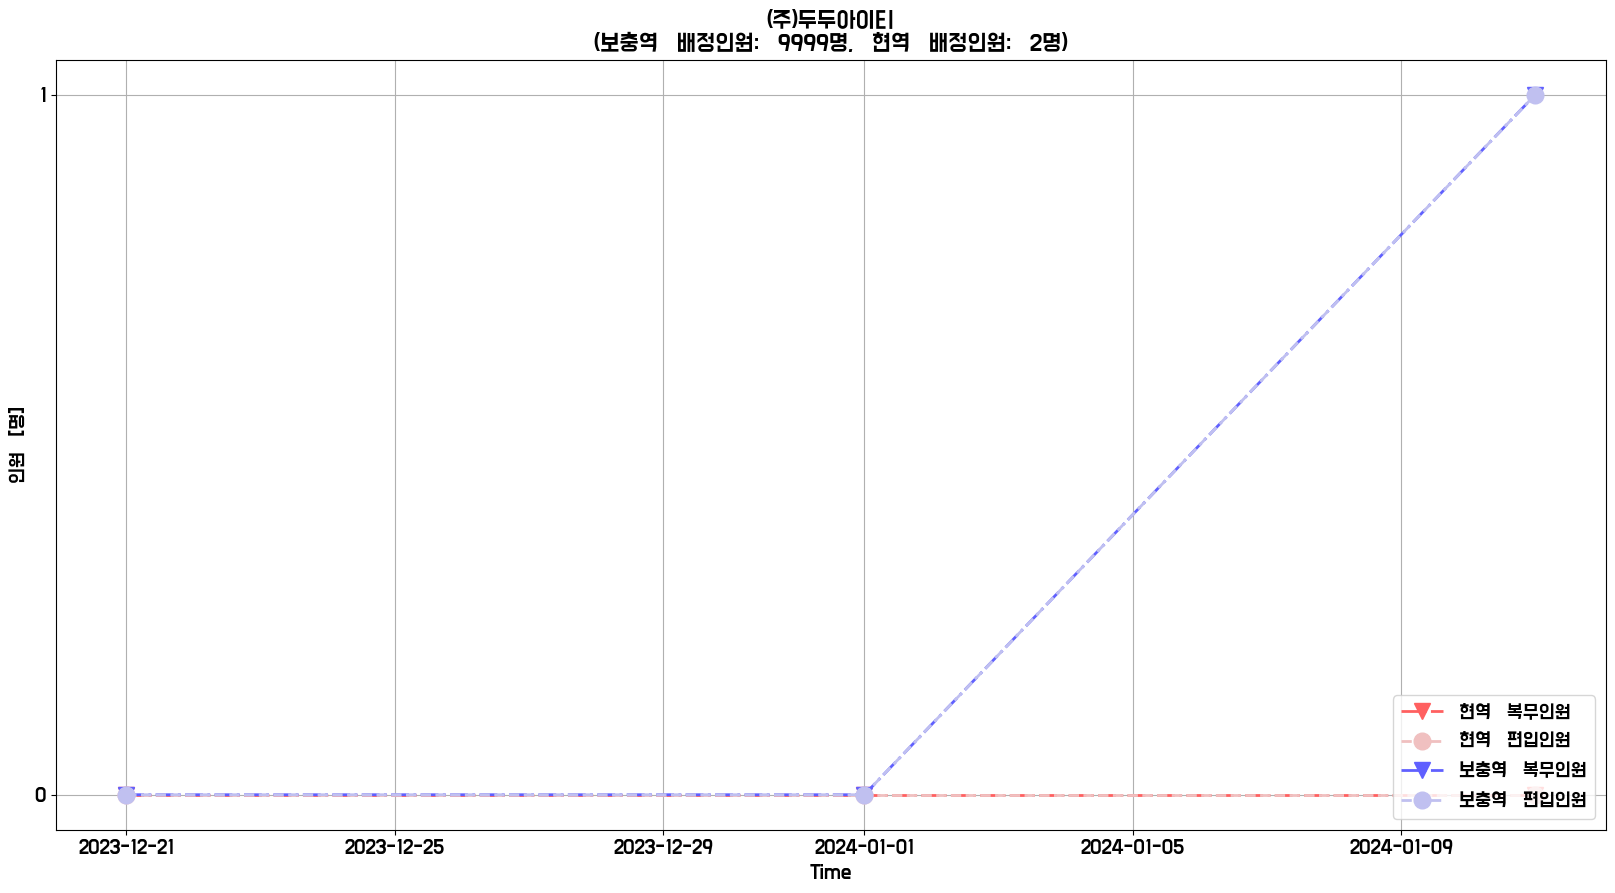 (주)두두아이티
(보충역 배정인원: 9999명, 현역 배정인원: 2명)
1
0
인원 [명]
2023-12-21
2023-12-25
2023-12-29
2024-01-01
2024-01-05
2024-01-09
Time
현역 복무인원
현역 편입인원
보충역 복무인원
보충역 편입인원